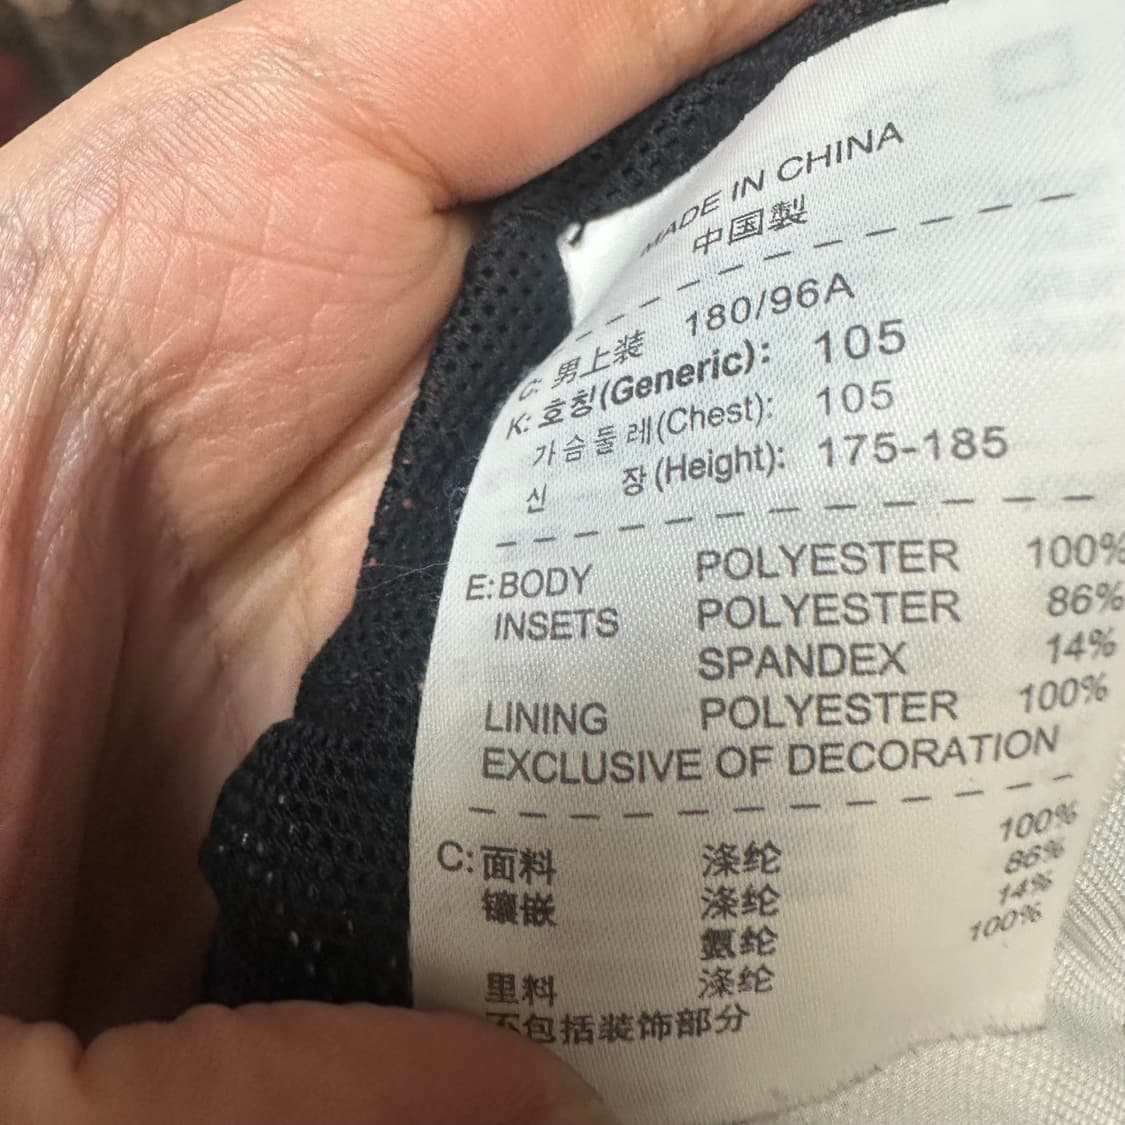 MADE IN CHINA
中国製
C: 男上装 180/96A
K: 호칭(Generic): 105
가슴둘레(Chest): 105
신 장(Height): 175-185
E: BODY POLYESTER 100%
INSETS POLYESTER 86%
SPANDEX 14%
LINING POLYESTER 100%
EXCLUSIVE OF DECORATION
C: 面料 涤纶 100%
镶嵌 涤纶 86%
氨纶 14%
里料 涤纶 100%
不包括装饰部分